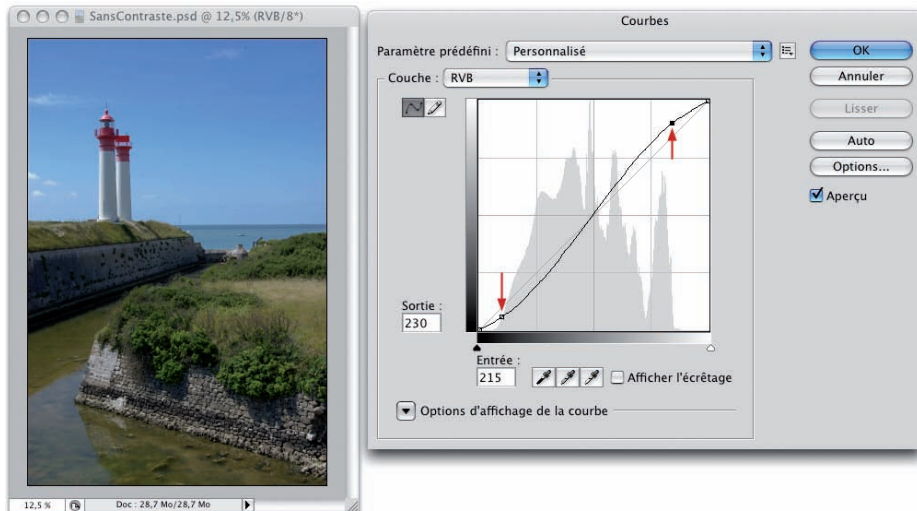 SansContraste.psd @ 12,5% (RVB/8*)
12,5 %
Doc : 28,7 Mo/28,7 Mo
Courbes
Paramètre prédéfini : Personnalisé
Couche : RVB
Sortie :
230
Entrée :
215
Afficher l'écrêtage
Options d'affichage de la courbe
OK
Annuler
Lisser
Auto
Options...
Aperçu